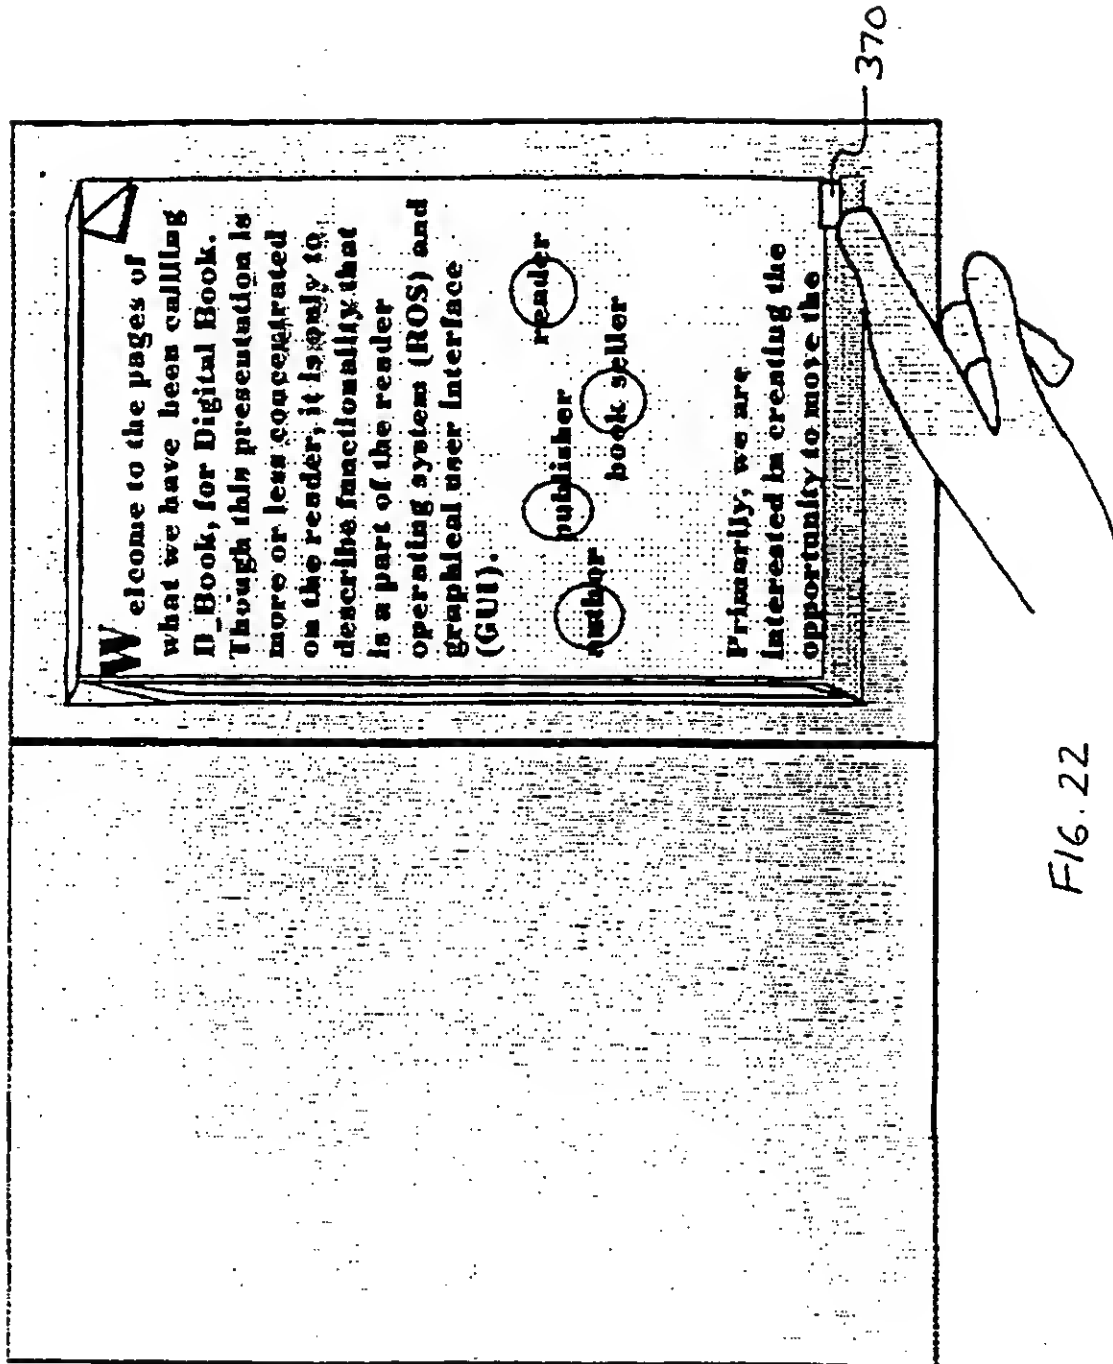 Welcome to the pages of
what we have been calling
D_Book, for Digital Book.
Though this presentation is
more or less concentrated
on the reader, it is only to
describe functionality that
is a part of the reader
operating system (ROS) and
graphical user interface
(GUI).
reader
publisher
author
book seller
Primarily, we are
interested in creating the
opportunity to move the
370
FIG. 22